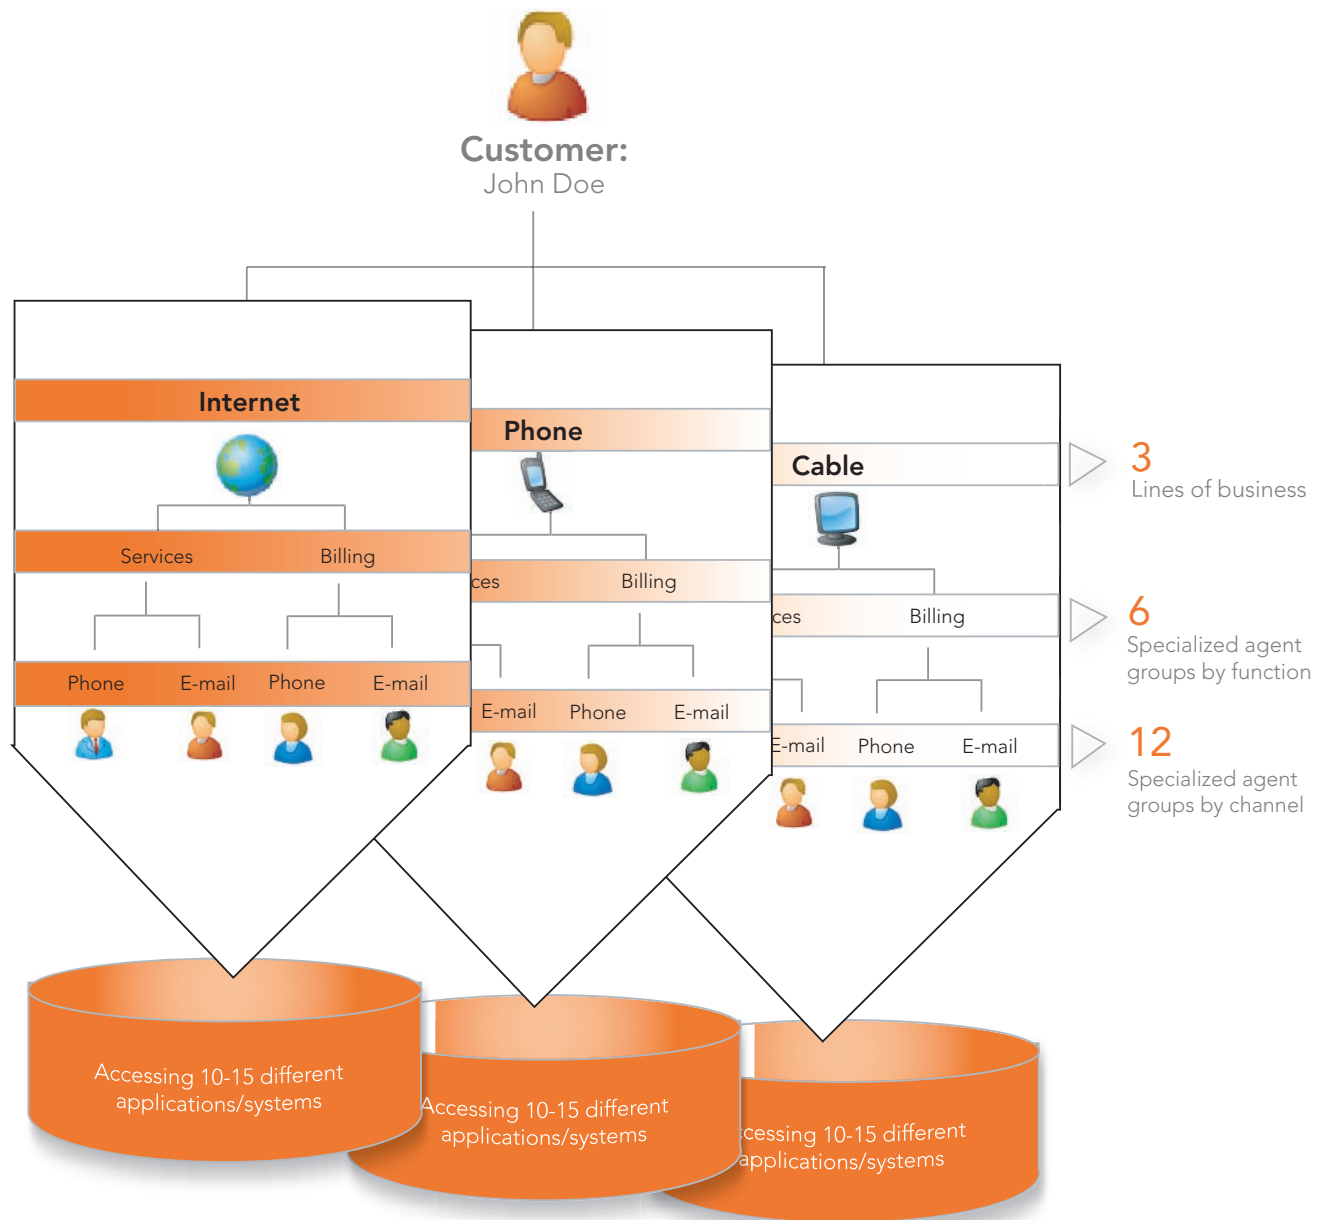 Customer:
John Doe
Internet
Phone
Cable
3
Lines of business
Services Billing
ces Billing
ces Billing
6
Specialized agent
groups by function
Phone E-mail Phone E-mail
E-mail Phone E-mail
E-mail Phone E-mail
12
Specialized agent
groups by channel
Accessing 10-15 different
applications/systems
Accessing 10-15 different
applications/systems
ccessing 10-15 different
applications/systems